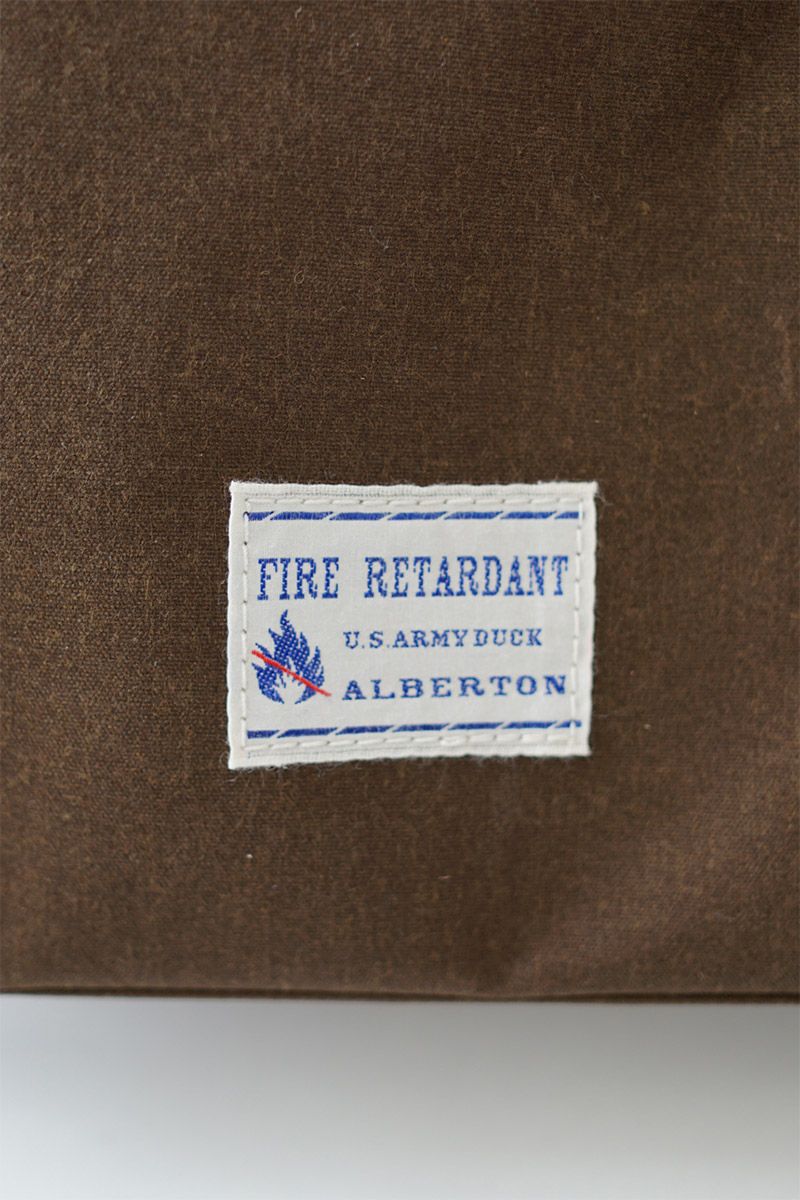 FIRE RETARDANT
U.S. ARMY DUCK
ALBERTON